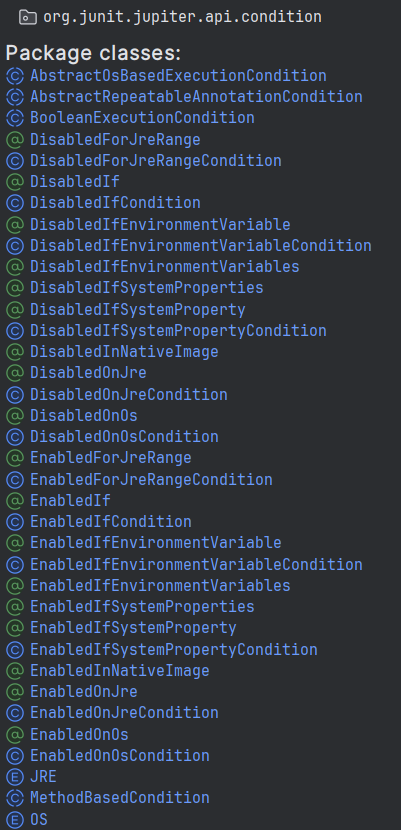 org.junit.jupiter.api.condition
Package classes:
AbstractOsBasedExecutionCondition
AbstractRepeatableAnnotationCondition
BooleanExecutionCondition
DisabledForJreRange
DisabledForJreRangeCondition
DisabledIf
DisabledIfCondition
DisabledIfEnvironmentVariable
DisabledIfEnvironmentVariableCondition
DisabledIfEnvironmentVariables
DisabledIfSystemProperties
DisabledIfSystemProperty
DisabledIfSystemPropertyCondition
DisabledInNativeImage
DisabledOnJre
DisabledOnJreCondition
DisabledOnOs
DisabledOnOsCondition
EnabledForJreRange
EnabledForJreRangeCondition
EnabledIf
EnabledIfCondition
EnabledIfEnvironmentVariable
EnabledIfEnvironmentVariableCondition
EnabledIfEnvironmentVariables
EnabledIfSystemProperties
EnabledIfSystemProperty
EnabledIfSystemPropertyCondition
EnabledInNativeImage
EnabledOnJre
EnabledOnJreCondition
EnabledOnOs
EnabledOnOsCondition
JRE
MethodBasedCondition
OS